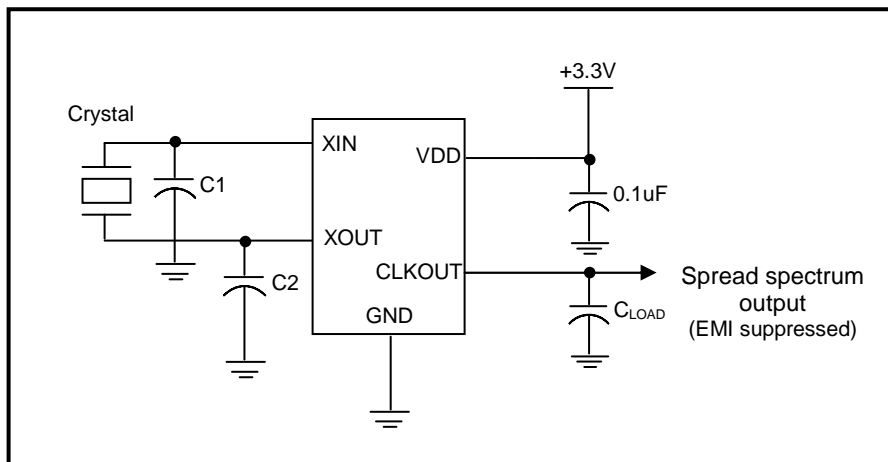 +3.3V
Crystal
XIN
VDD
C1
0.1uF
XOUT
CLKOUT
C2
Spread spectrum
output
(EMI suppressed)
CLOAD
GND